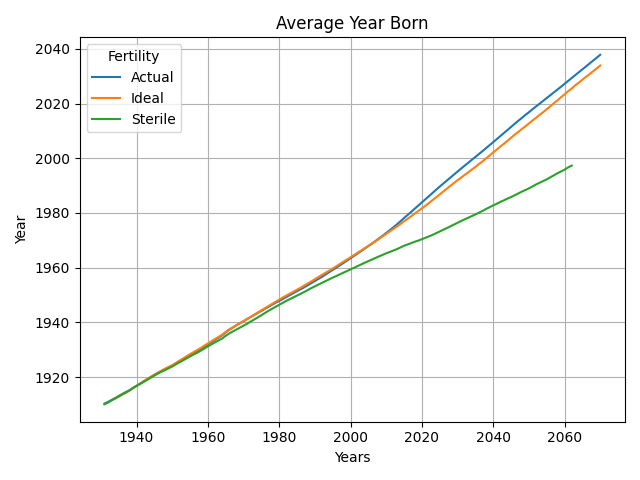 Average Year Born
Fertility
Actual
Ideal
Sterile
Year
2040
2020
2000
1980
1960
1940
1920
1940 1960 1980 2000 2020 2040 2060
Years